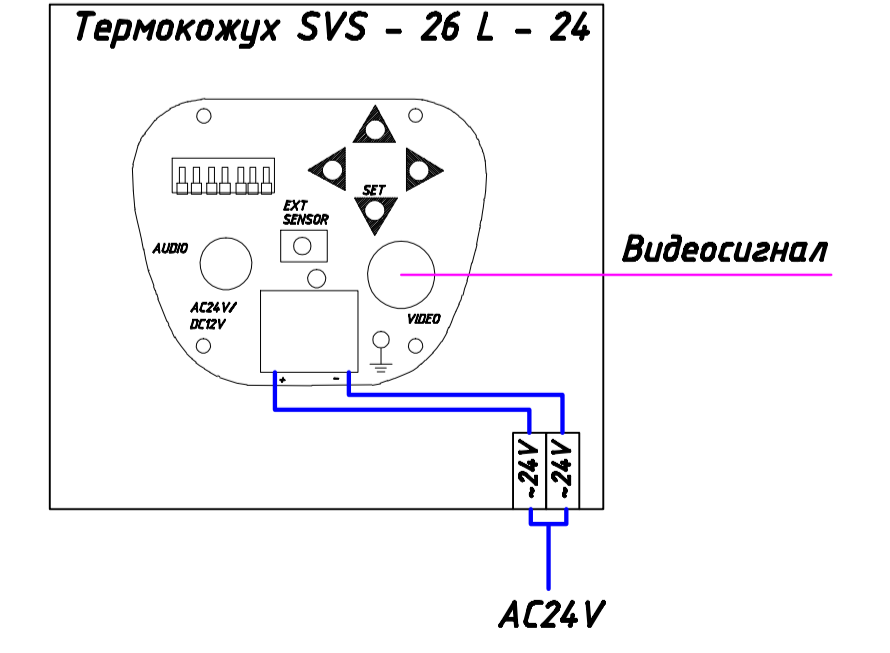 Термокожух SVS - 26 L - 24
SET
EXT
SENSOR
AUDIO
Видеосигнал
AC24V/
DC12V
VIDEO
+ -
~24V ~24V
AC24V